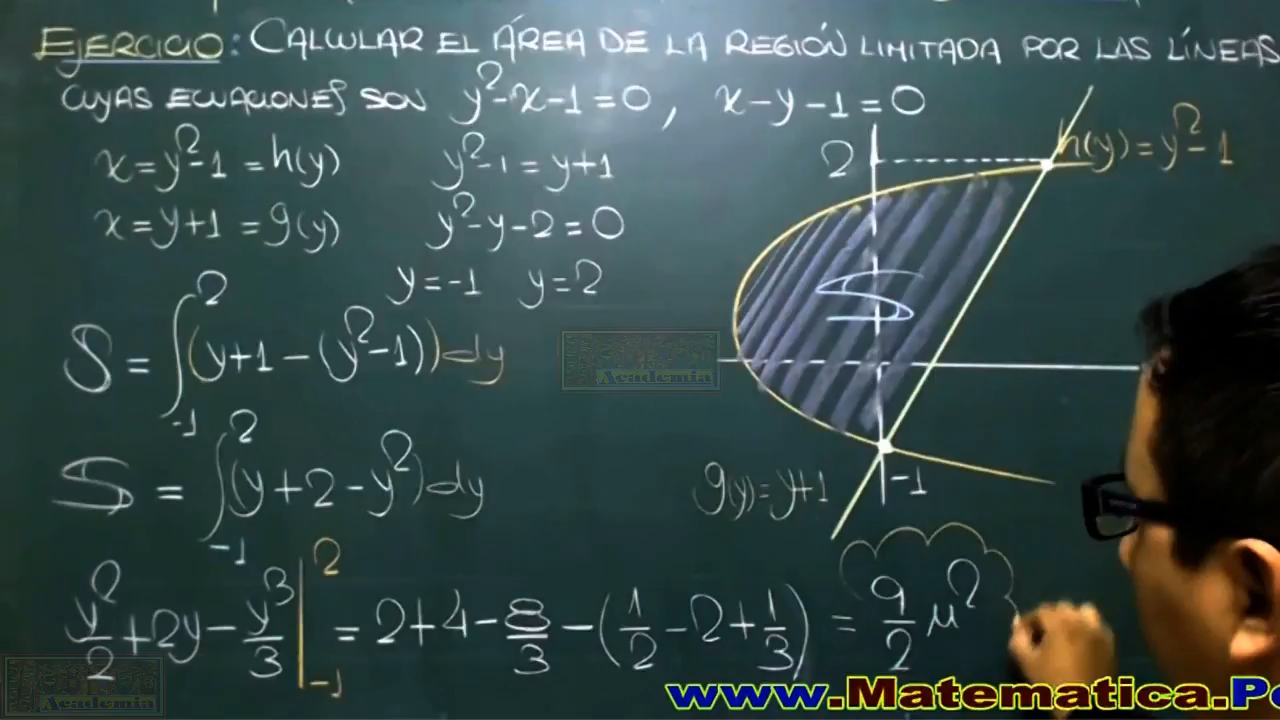 EJERCICIO: CALCULAR EL ÁREA DE LA REGIÓN LIMITADA POR LAS LÍNEAS
CUYAS ECUACIONES SON y²-x-1=0, x-y-1=0
x=y²-1=h(y)
y²-1=y+1
x=y+1=g(y)
y²-y-2=0
y=-1 y=2
S = ∫₋₁² (y+1-(y²-1))dy
S = ∫₋₁² (y+2-y²)dy
y²/2+2y-y³/3|₋₁² = 2+4-8/3-(1/2-2+1/3) = 9/2 μ²
2
h(y)=y²-1
S
g(y)=y+1
-1
Academia
Academia
www.Matematica.Pe